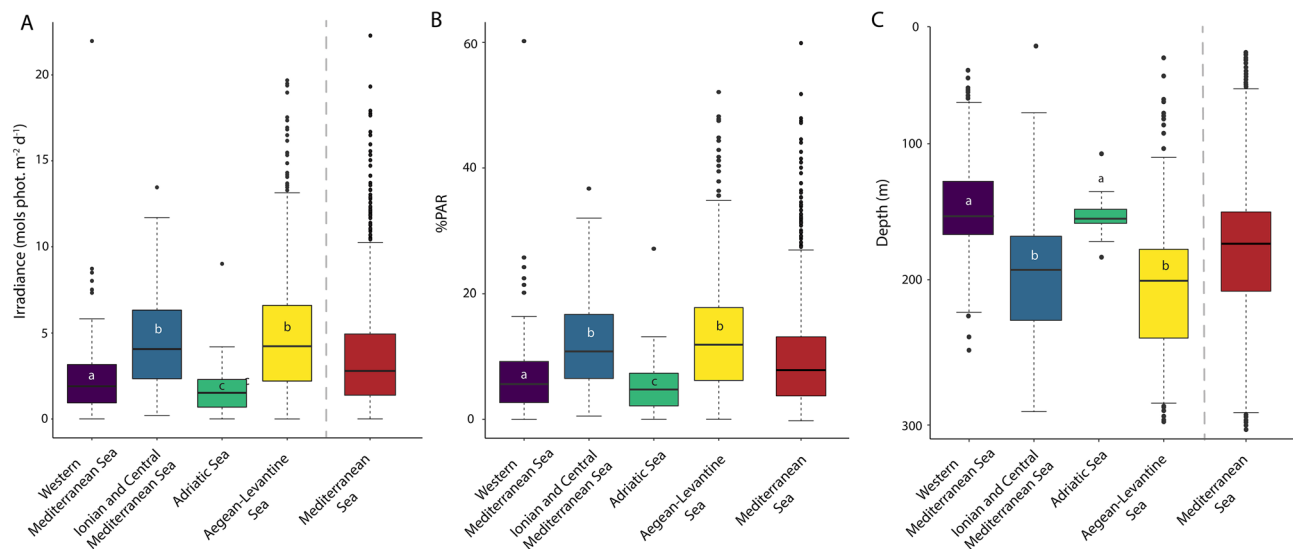 A
Irradiance (mols phot. m⁻² d⁻¹)
20
15
10
5
0
a
b
c
b
Western
Mediterranean Sea
Ionian and Central
Mediterranean Sea
Adriatic Sea
Aegean-Levantine
Sea
Mediterranean
Sea
B
%PAR
60
40
20
0
a
b
c
b
Western
Mediterranean Sea
Ionian and Central
Mediterranean Sea
Adriatic Sea
Aegean-Levantine
Sea
Mediterranean
Sea
C
Depth (m)
0
100
200
300
a
b
a
b
Western
Mediterranean Sea
Ionian and Central
Mediterranean Sea
Adriatic Sea
Aegean-Levantine
Sea
Mediterranean
Sea